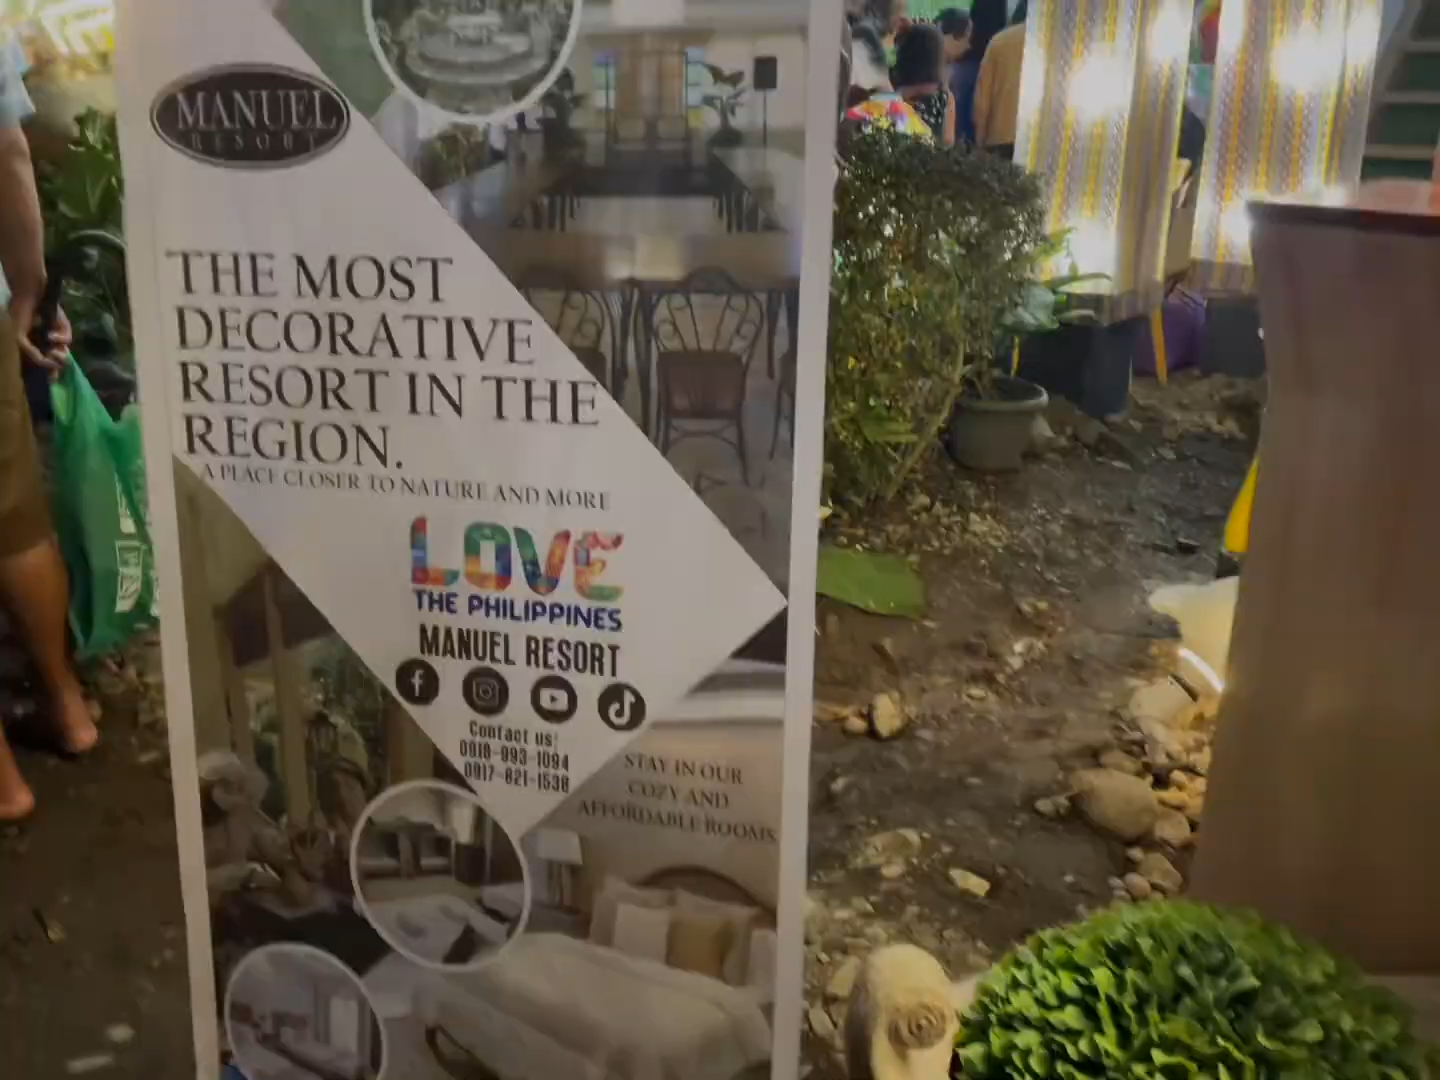 MANUEL
RESORT
THE MOST
DECORATIVE
RESORT IN THE
REGION.
A PLACE CLOSER TO NATURE AND MORE
LOVE
THE PHILIPPINES
MANUEL RESORT
Contact us:
0918-993-1094
0917-821-1538
STAY IN OUR
COZY AND
AFFORDABLE ROOMS